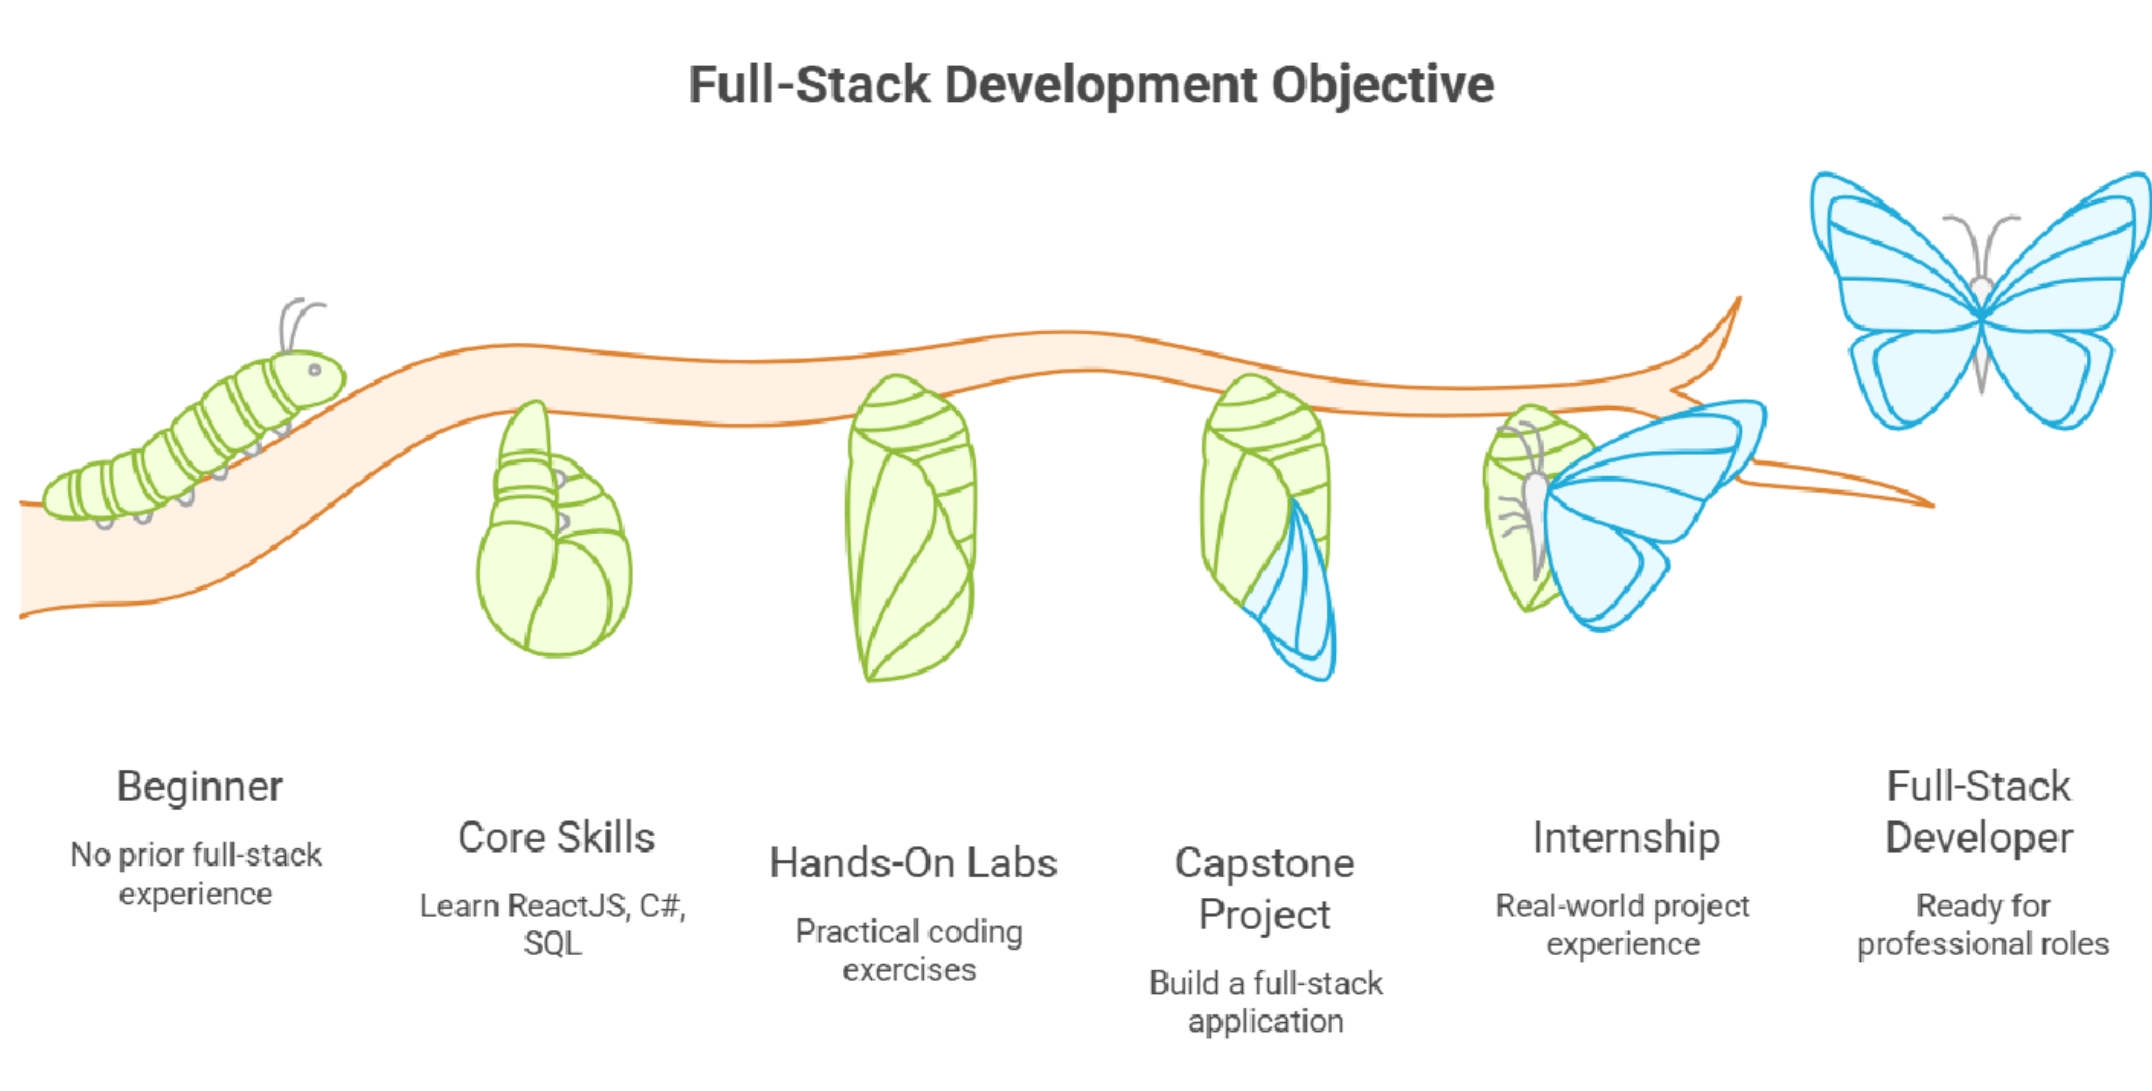 Full-Stack Development Objective
Beginner
No prior full-stack
experience
Core Skills
Learn ReactJS, C#,
SQL
Hands-On Labs
Practical coding
exercises
Capstone
Project
Build a full-stack
application
Internship
Real-world project
experience
Full-Stack
Developer
Ready for
professional roles